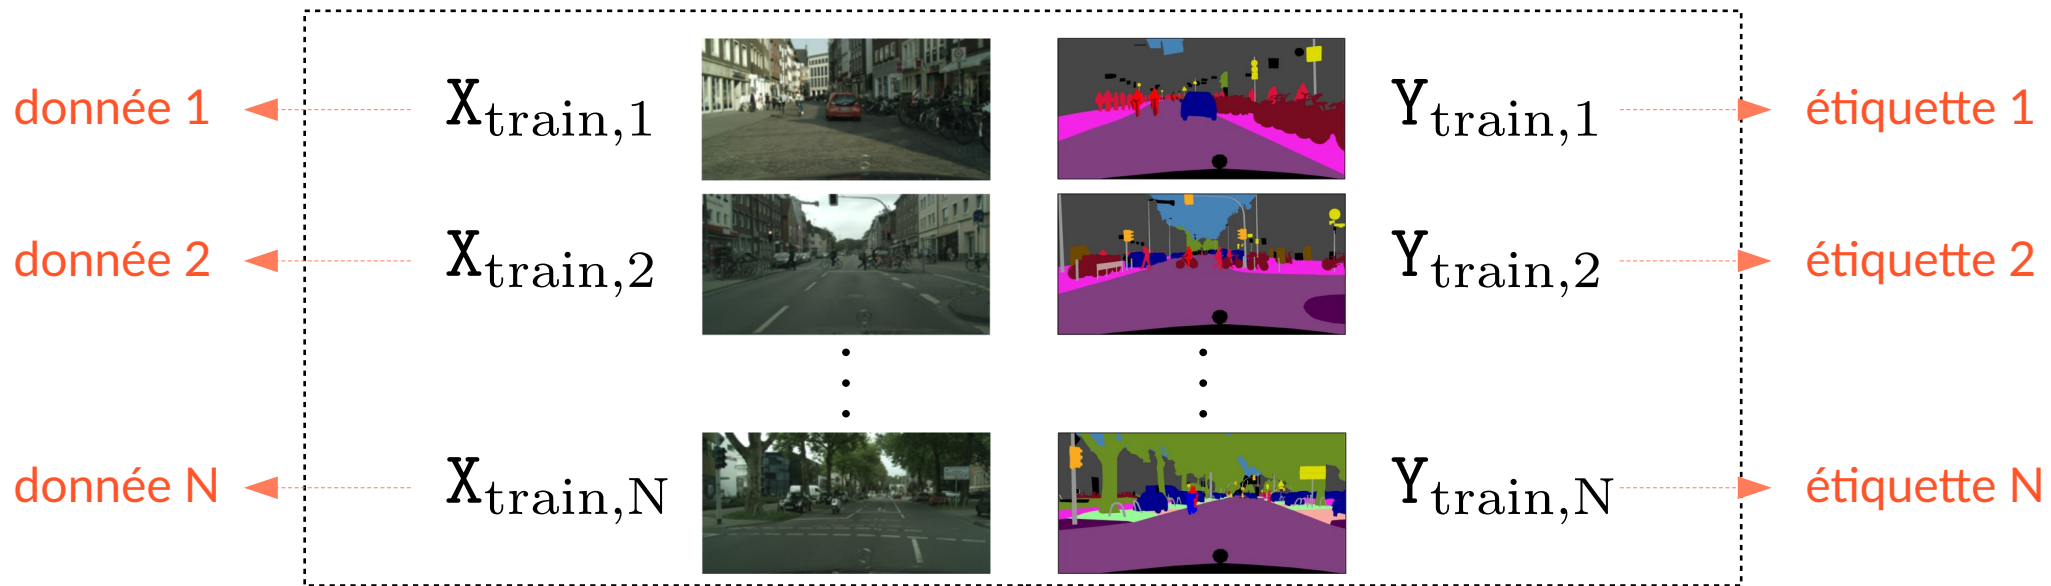 donnée 1 X_train,1 Y_train,1 étiquette 1
donnée 2 X_train,2 Y_train,2 étiquette 2
donnée N X_train,N Y_train,N étiquette N